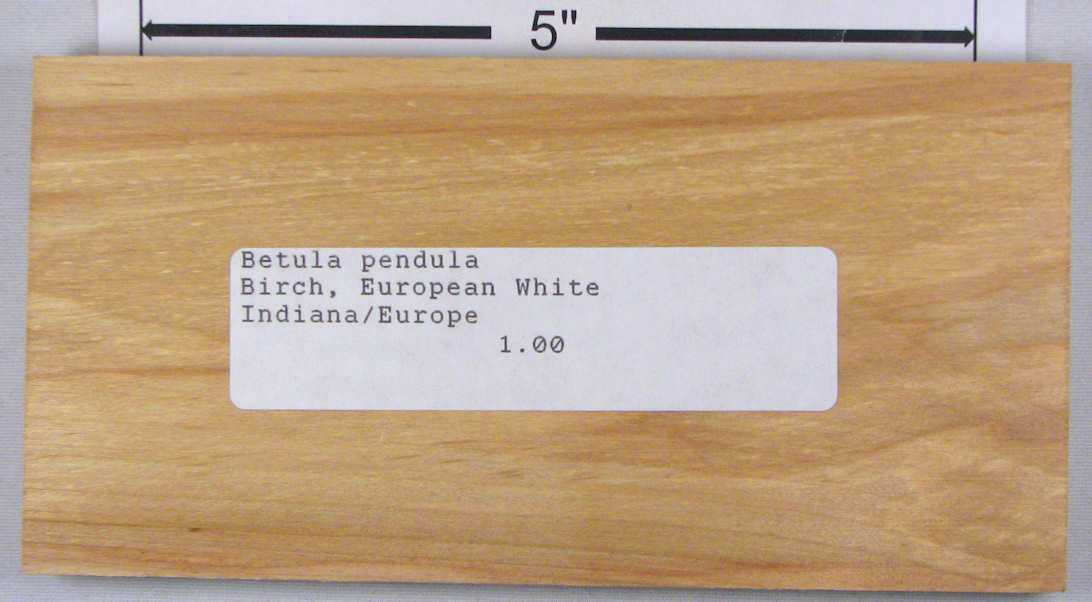 5"
Betula pendula
Birch, European White
Indiana/Europe
1.00